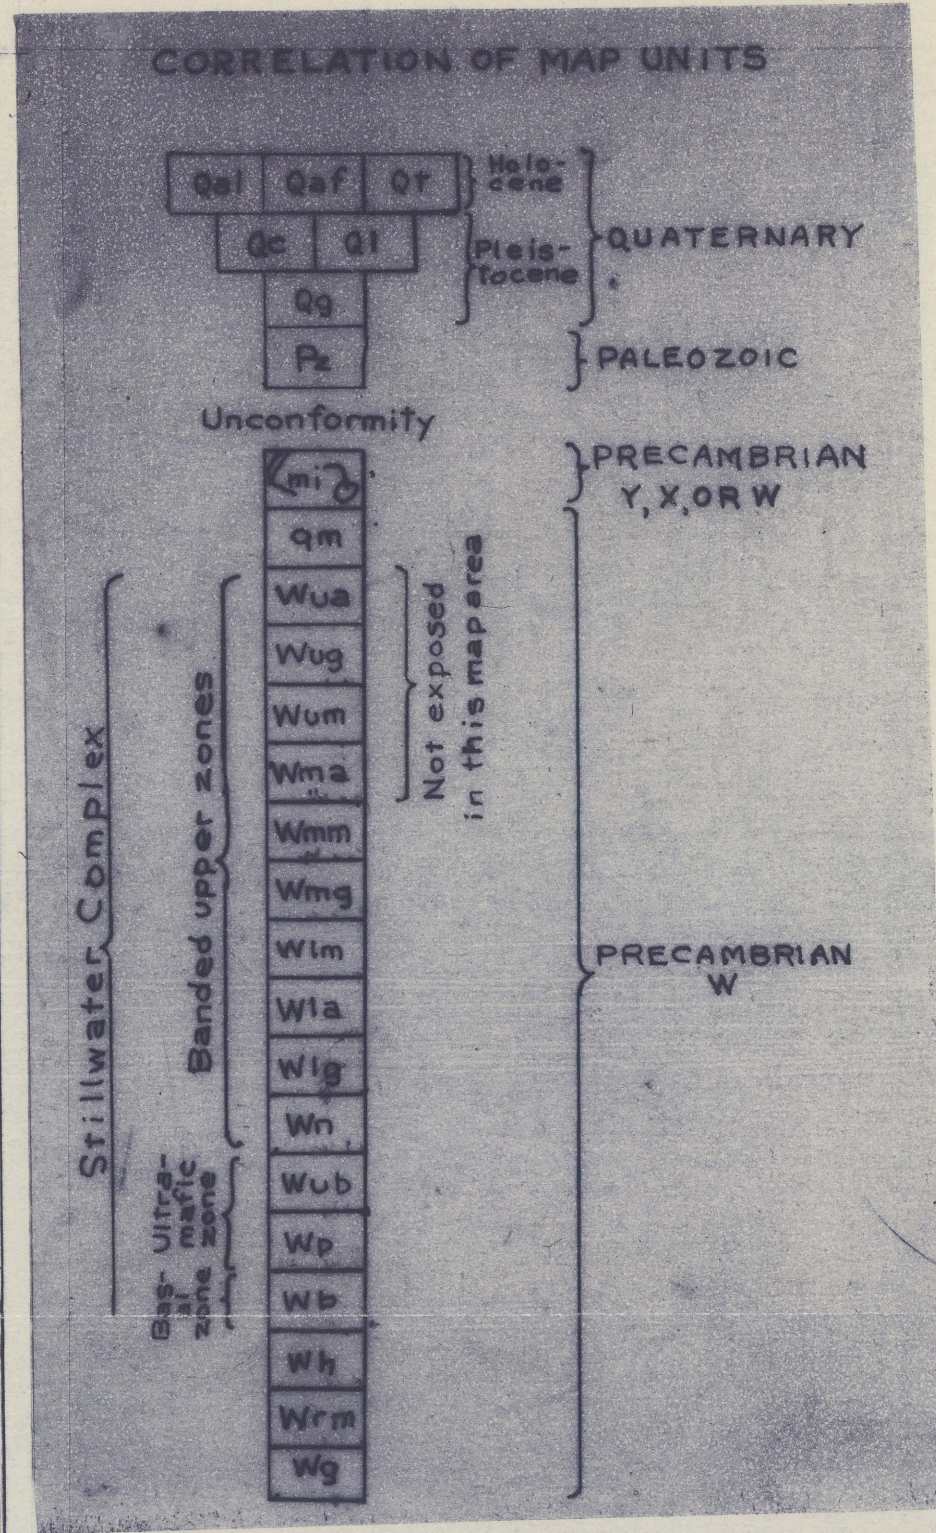 CORRELATION OF MAP UNITS
Qal Qaf Qt
Holo-
cene
Qc Ql
Pleis-
tocene
QUATERNARY
Qg
Pz
PALEOZOIC
Unconformity
mi
PRECAMBRIAN
Y, X, OR W
qm
Wua
Wug
Wum
Wma
Not exposed
in this map area
Wmm
Wmg
Wlm
Wla
Wlg
Wn
Wub
Wp
Wb
Wh
Wrm
Wg
PRECAMBRIAN
W
Stillwater Complex
Banded upper zones
Ultra-
mafic
zone
Bas-
al
zone